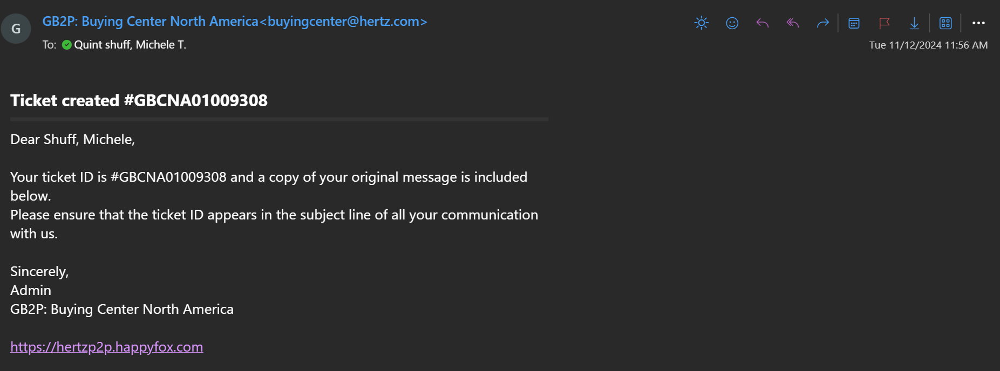 G
GB2P: Buying Center North America<buyingcenter@hertz.com>
To: Quint shuff, Michele T.
Tue 11/12/2024 11:56 AM
Ticket created #GBCNA01009308
Dear Shuff, Michele,
Your ticket ID is #GBCNA01009308 and a copy of your original message is included
below.
Please ensure that the ticket ID appears in the subject line of all your communication
with us.
Sincerely,
Admin
GB2P: Buying Center North America
https://hertzp2p.happyfox.com